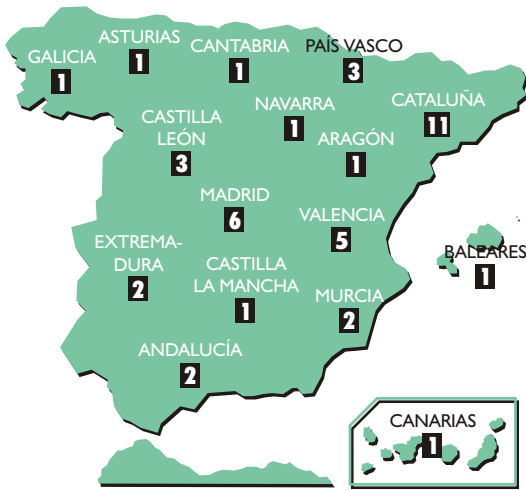 ASTURIAS
1
GALICIA
1
CANTABRIA
1
PAÍS VASCO
3
NAVARRA
1
CATALUÑA
11
CASTILLA
LEÓN
3
ARAGÓN
1
MADRID
6
VALENCIA
5
EXTREMA-
DURA
2
CASTILLA
LA MANCHA
1
BALEARES
1
MURCIA
2
ANDALUCÍA
2
CANARIAS
1